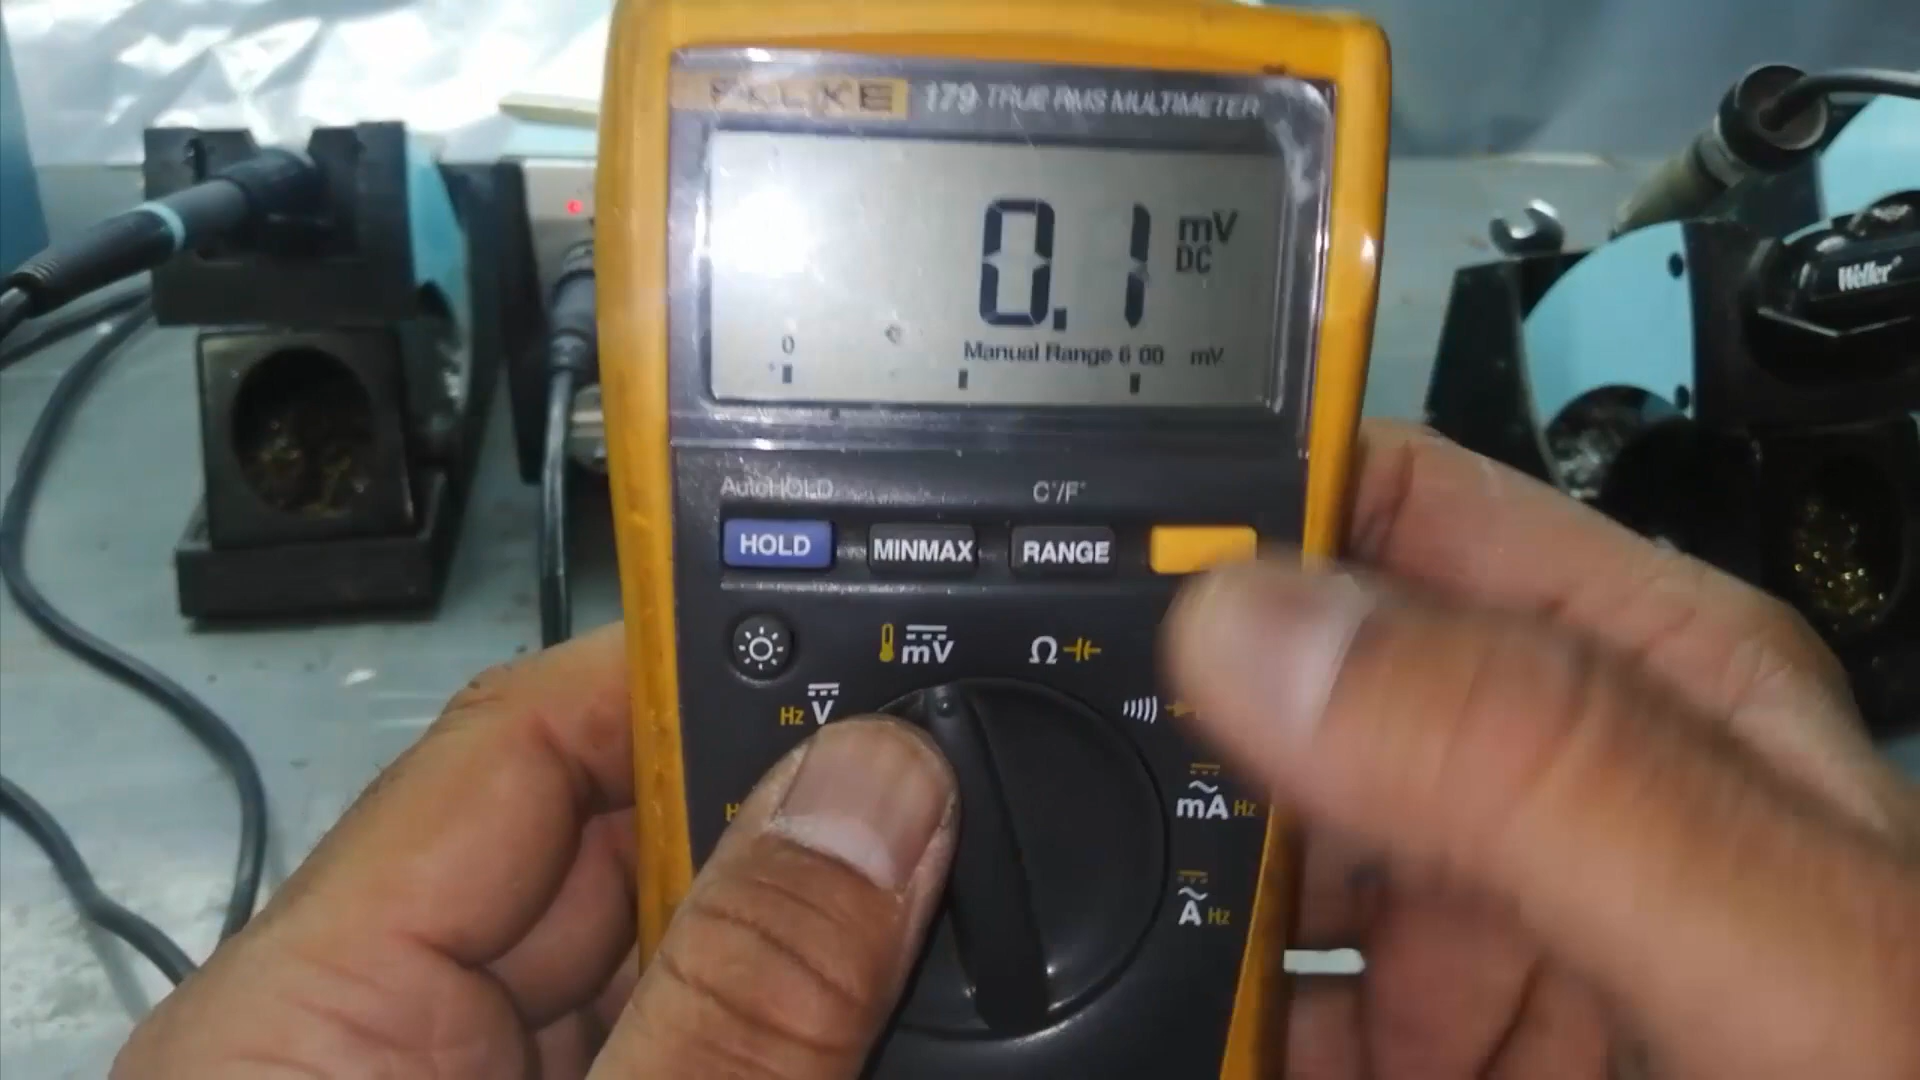 FLUKE 179 TRUE RMS MULTIMETER
0.1 mV
DC
0
Manual Range 6 00 mV
AutoHOLD C°/F°
HOLD MINMAX RANGE
mV Ω
Hz V
mA Hz
A Hz
Weller®